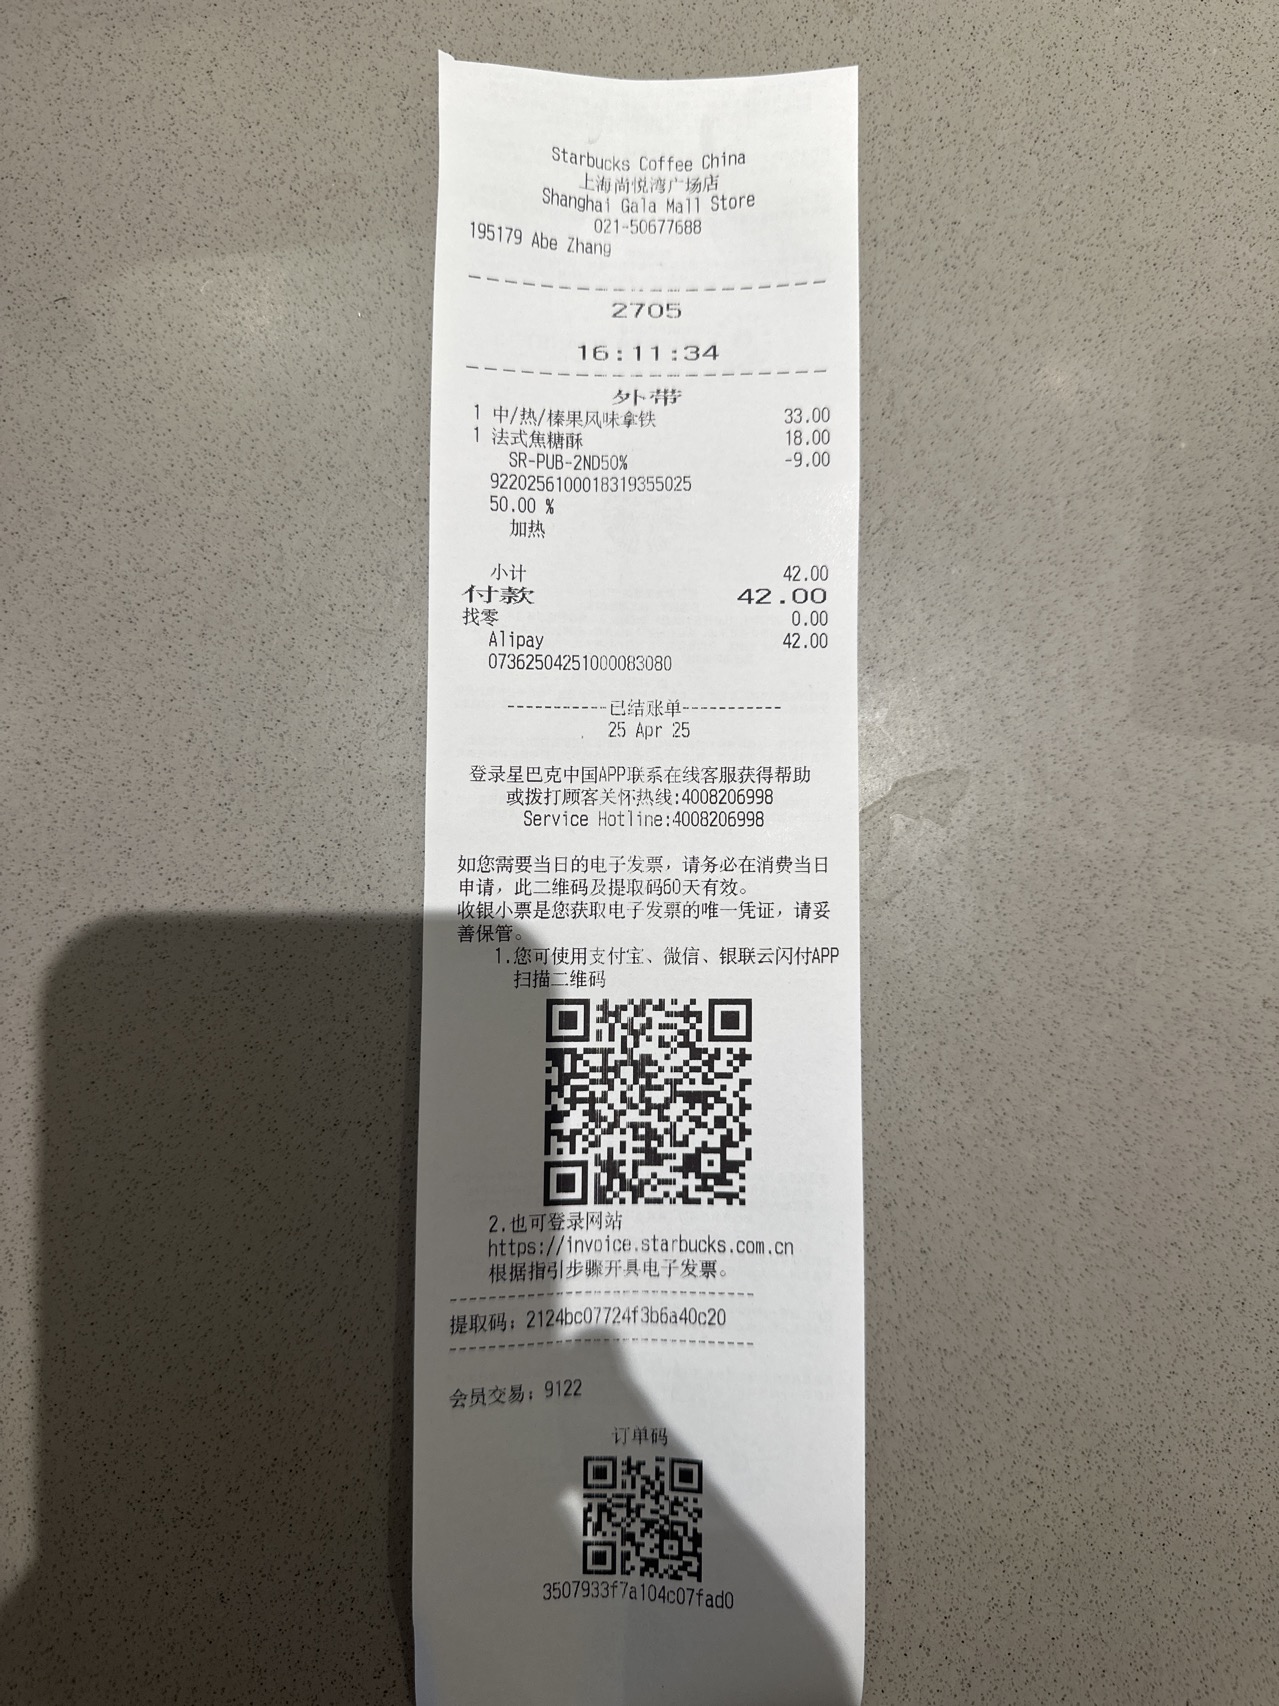 Starbucks Coffee China
上海尚悦湾广场店
Shanghai Gala Mall Store
021-50677688
195179 Abe Zhang
2705
16:11:34
外带
1 中/热/榛果风味拿铁 33.00
1 法式焦糖酥 18.00
SR-PUB-2ND50% -9.00
9220256100018319355025
50.00 %
加热
小计 42.00
付款 42.00
找零 0.00
Alipay 42.00
07362504251000083080
-----------已结账单-----------
25 Apr 25
登录星巴克中国APP联系在线客服获得帮助
或拨打顾客关怀热线:4008206998
Service Hotline:4008206998
如您需要当日的电子发票，请务必在消费当日
申请，此二维码及提取码60天有效。
收银小票是您获取电子发票的唯一凭证，请妥
善保管。
1.您可使用支付宝、微信、银联云闪付APP
扫描二维码
2.也可登录网站
https://invoice.starbucks.com.cn
根据指引步骤开具电子发票。
提取码：2124bc07724f3b6a40c20
会员交易：9122
订单码
3507933f7a104c07fad0